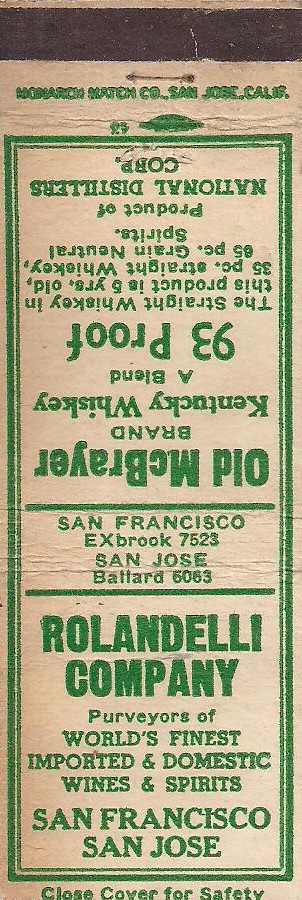 MONARCH MATCH CO., SAN JOSE, CALIF.
Old McBrayer
BRAND
Kentucky Whiskey
A Blend
93 Proof
The Straight Whiskey in
this product is 5 yrs. old,
35 pc. straight Whiskey,
65 pc. Grain Neutral
Spirits.
Product of
NATIONAL DISTILLERS
CORP.
SAN FRANCISCO
EXbrook 7523
SAN JOSE
Ballard 6063
ROLANDELLI
COMPANY
Purveyors of
WORLD'S FINEST
IMPORTED & DOMESTIC
WINES & SPIRITS
SAN FRANCISCO
SAN JOSE
Close Cover for Safety